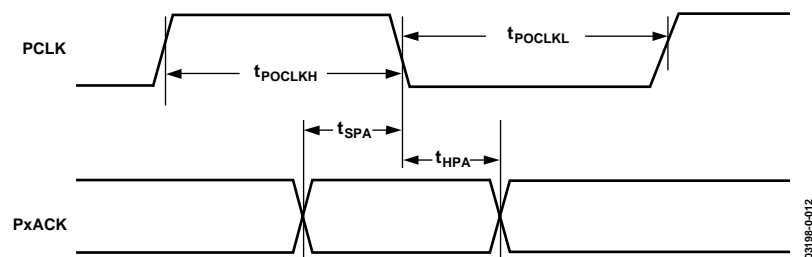 PCLK
tPOCLKL
tPOCLKH
tSPA
tHPA
PxACK
03198-0-012